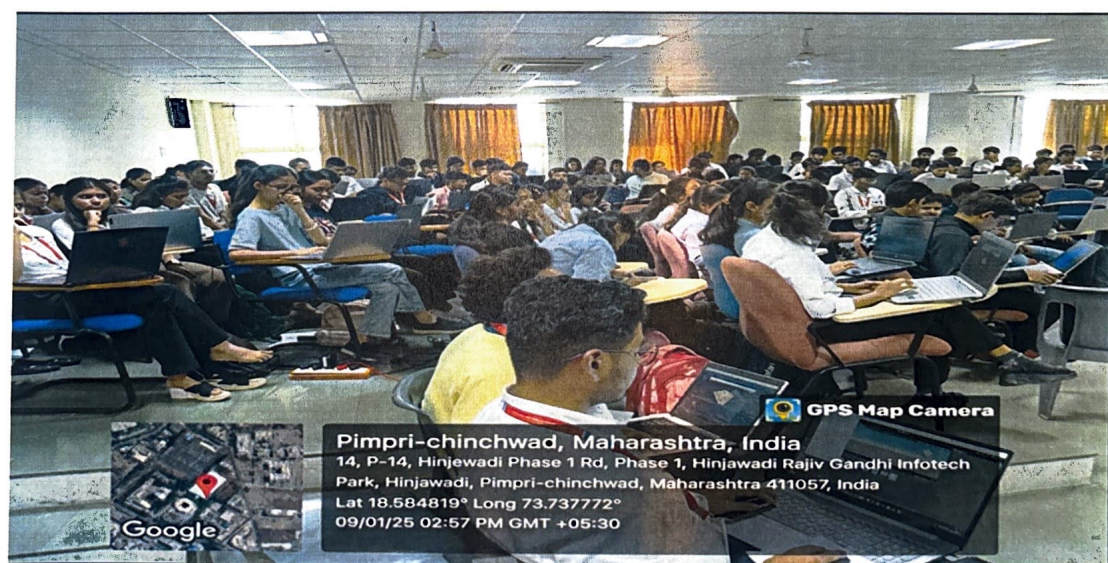 GPS Map Camera
Pimpri-chinchwad, Maharashtra, India
14, P-14, Hinjewadi Phase 1 Rd, Phase 1, Hinjawadi Rajiv Gandhi Infotech
Park, Hinjawadi, Pimpri-chinchwad, Maharashtra 411057, India
Lat 18.584819° Long 73.737772°
09/01/25 02:57 PM GMT +05:30
Google